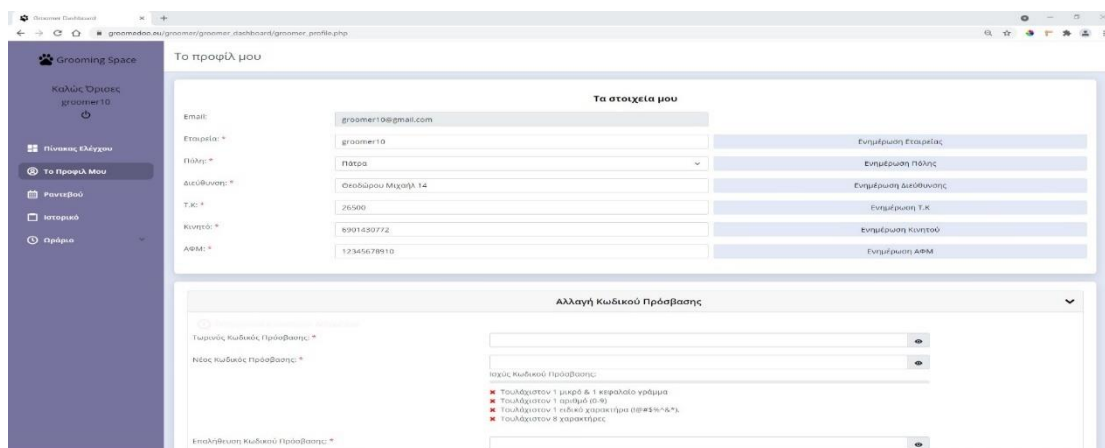 Groomer Dashboard
groomedoo.eu/groomer/groomer_dashboard/groomer_profile.php
Grooming Space
Το προφίλ μου
Καλώς Όρισες
groomer10
Τα στοιχεία μου
Email:
groomer10@gmail.com
Εταιρεία: *
groomer10
Ενημέρωση Εταιρείας
Πίνακας Ελέγχου
Πόλη: *
Πάτρα
Ενημέρωση Πόλης
Το Προφίλ Μου
Διεύθυνση: *
Θεοδώρου Μιχαήλ 14
Ενημέρωση Διεύθυνσης
Ραντεβού
Τ.Κ: *
26500
Ενημέρωση Τ.Κ
Ιστορικό
Κινητό: *
6901430772
Ενημέρωση Κινητού
Ωράριο
ΑΦΜ: *
12345678910
Ενημέρωση ΑΦΜ
Αλλαγή Κωδικού Πρόσβασης
Τωρινός Κωδικός Πρόσβασης: *
Νέος Κωδικός Πρόσβασης: *
Ισχύς Κωδικού Πρόσβασης:
Τουλάχιστον 1 μικρό & 1 κεφαλαίο γράμμα
Τουλάχιστον 1 αριθμό (0-9)
Τουλάχιστον 1 ειδικό χαρακτήρα (!@#$%^&*).
Τουλάχιστον 8 χαρακτήρες
Επαλήθευση Κωδικού Πρόσβασης: *